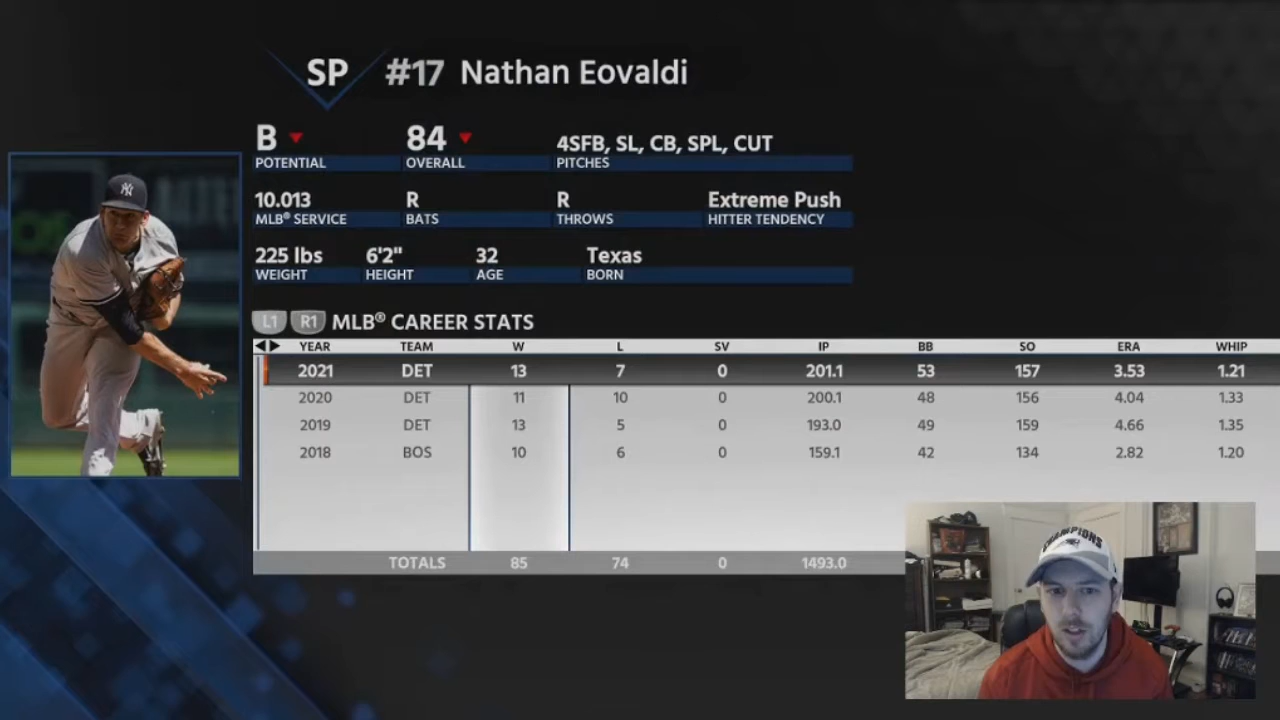 SP #17 Nathan Eovaldi
B 84 4SFB, SL, CB, SPL, CUT
POTENTIAL OVERALL PITCHES
10.013 R R Extreme Push
MLB® SERVICE BATS THROWS HITTER TENDENCY
225 lbs 6'2" 32 Texas
WEIGHT HEIGHT AGE BORN
L1 R1 MLB® CAREER STATS
YEAR TEAM W L SV IP BB SO ERA WHIP
2021 DET 13 7 0 201.1 53 157 3.53 1.21
2020 DET 11 10 0 200.1 48 156 4.04 1.33
2019 DET 13 5 0 193.0 49 159 4.66 1.35
2018 BOS 10 6 0 159.1 42 134 2.82 1.20
TOTALS 85 74 0 1493.0
CHAMPIONS